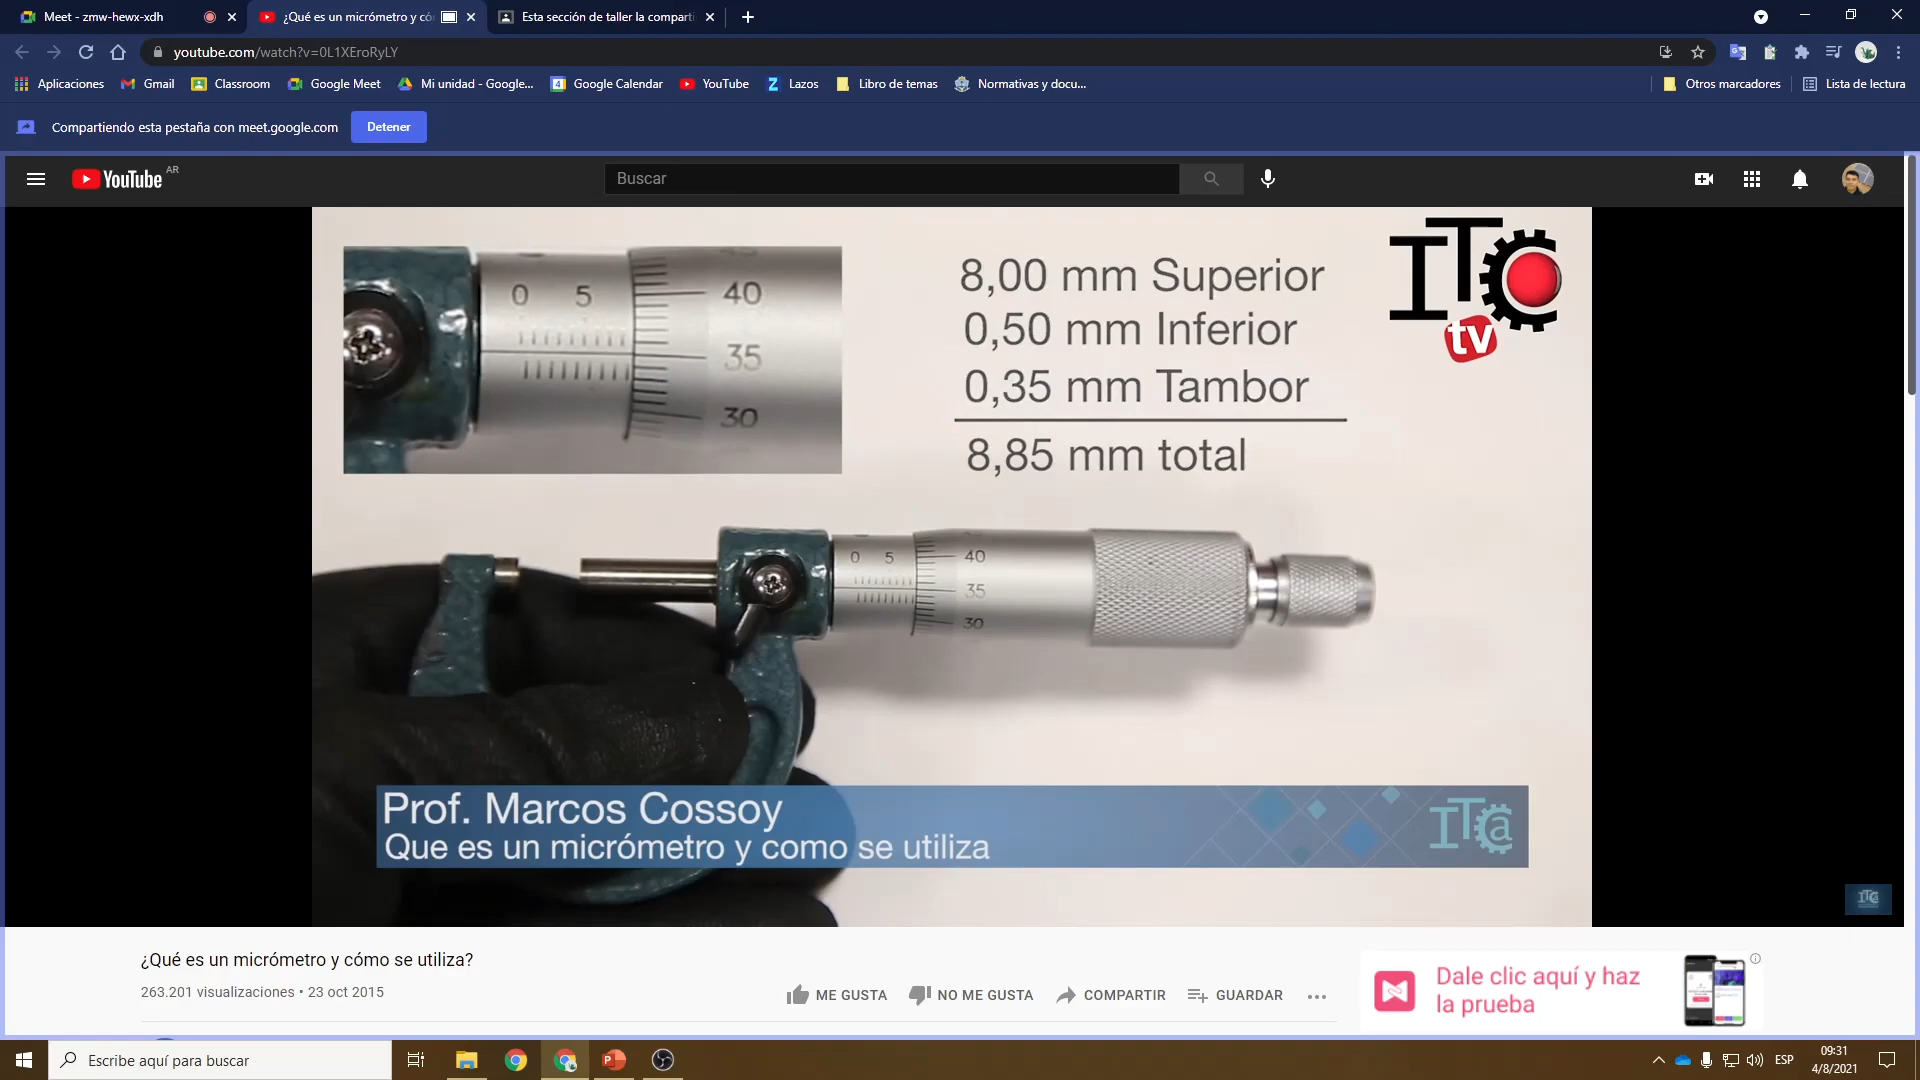 Meet - zmw-hewx-xdh
¿Qué es un micrómetro y có
Esta sección de taller la comparti
youtube.com/watch?v=0L1XEroRyLY
Aplicaciones
Gmail
Classroom
Google Meet
Mi unidad - Google...
4
Google Calendar
YouTube
Z
Lazos
Libro de temas
Normativas y docu...
Otros marcadores
Lista de lectura
Compartiendo esta pestaña con meet.google.com
Detener
YouTube AR
Buscar
0 5
40
35
30
8,00 mm Superior
0,50 mm Inferior
0,35 mm Tambor
8,85 mm total
ITC
tv
0 5
40
35
30
Prof. Marcos Cossoy
Que es un micrómetro y como se utiliza
IT@
¿Qué es un micrómetro y cómo se utiliza?
263.201 visualizaciones • 23 oct 2015
ME GUSTA
NO ME GUSTA
COMPARTIR
GUARDAR
Dale clic aquí y haz
la prueba
Escribe aquí para buscar
ESP
09:31
4/8/2021